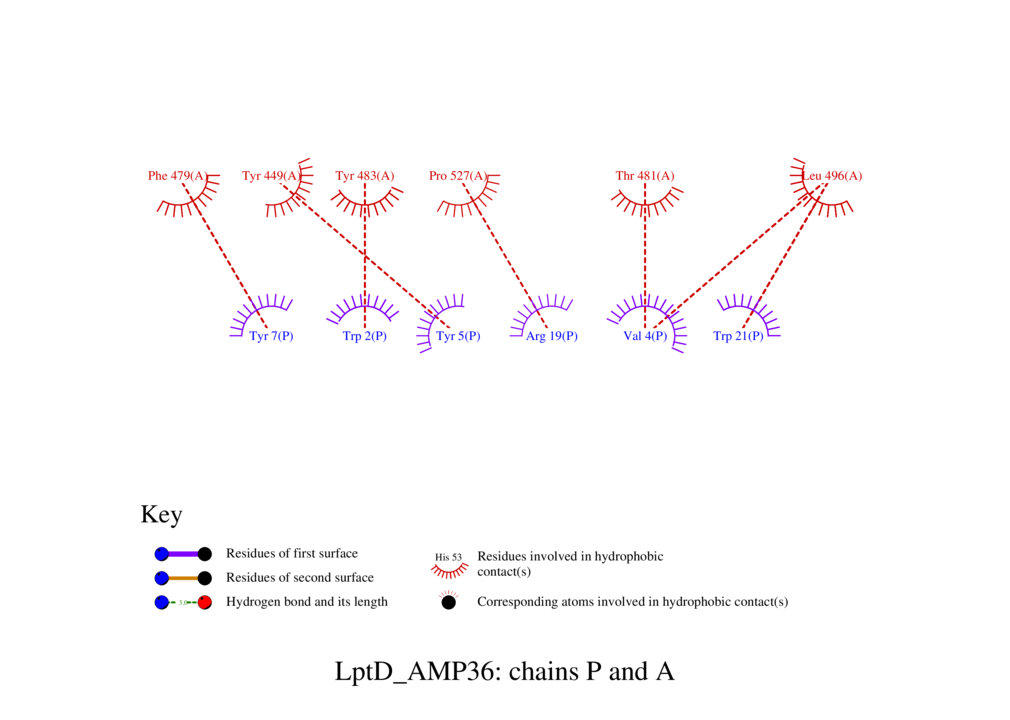 Phe 479(A) Tyr 449(A) Tyr 483(A) Pro 527(A) Thr 481(A) Leu 496(A)
Tyr 7(P) Trp 2(P) Tyr 5(P) Arg 19(P) Val 4(P) Trp 21(P)
Key
Residues of first surface
Residues of second surface
3.0
Hydrogen bond and its length
His 53
Residues involved in hydrophobic
contact(s)
Corresponding atoms involved in hydrophobic contact(s)
LptD_AMP36: chains P and A